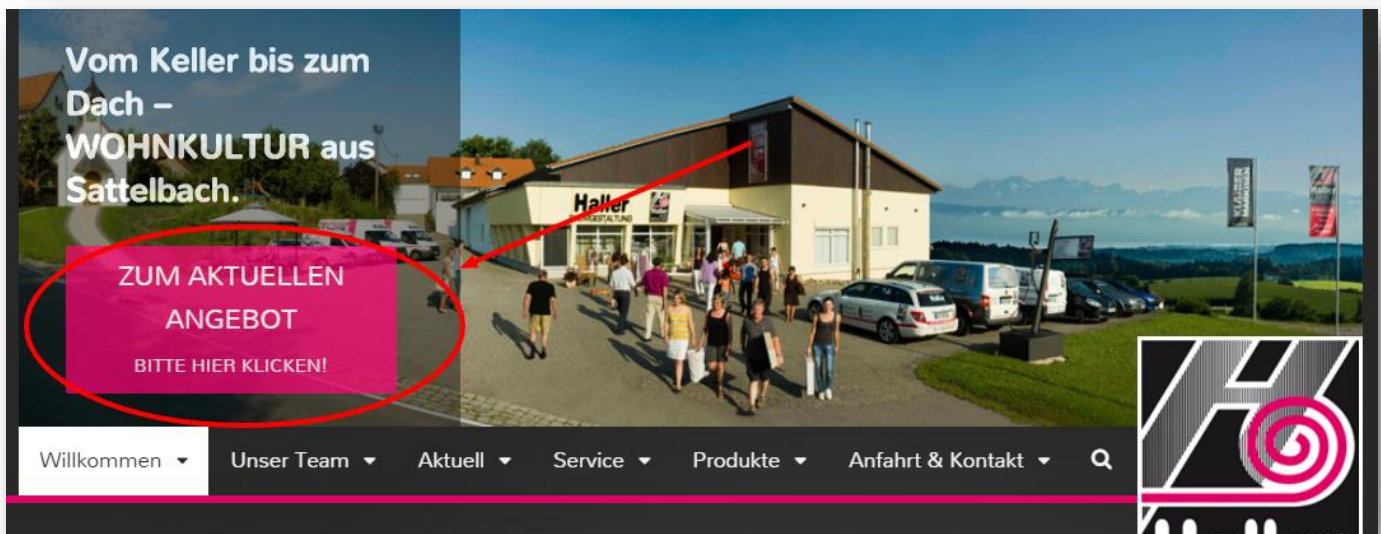 Vom Keller bis zum
Dach –
WOHNKULTUR aus
Sattelbach.
ZUM AKTUELLEN
ANGEBOT
BITTE HIER KLICKEN!
Haller
Haller
Willkommen
Unser Team
Aktuell
Service
Produkte
Anfahrt & Kontakt